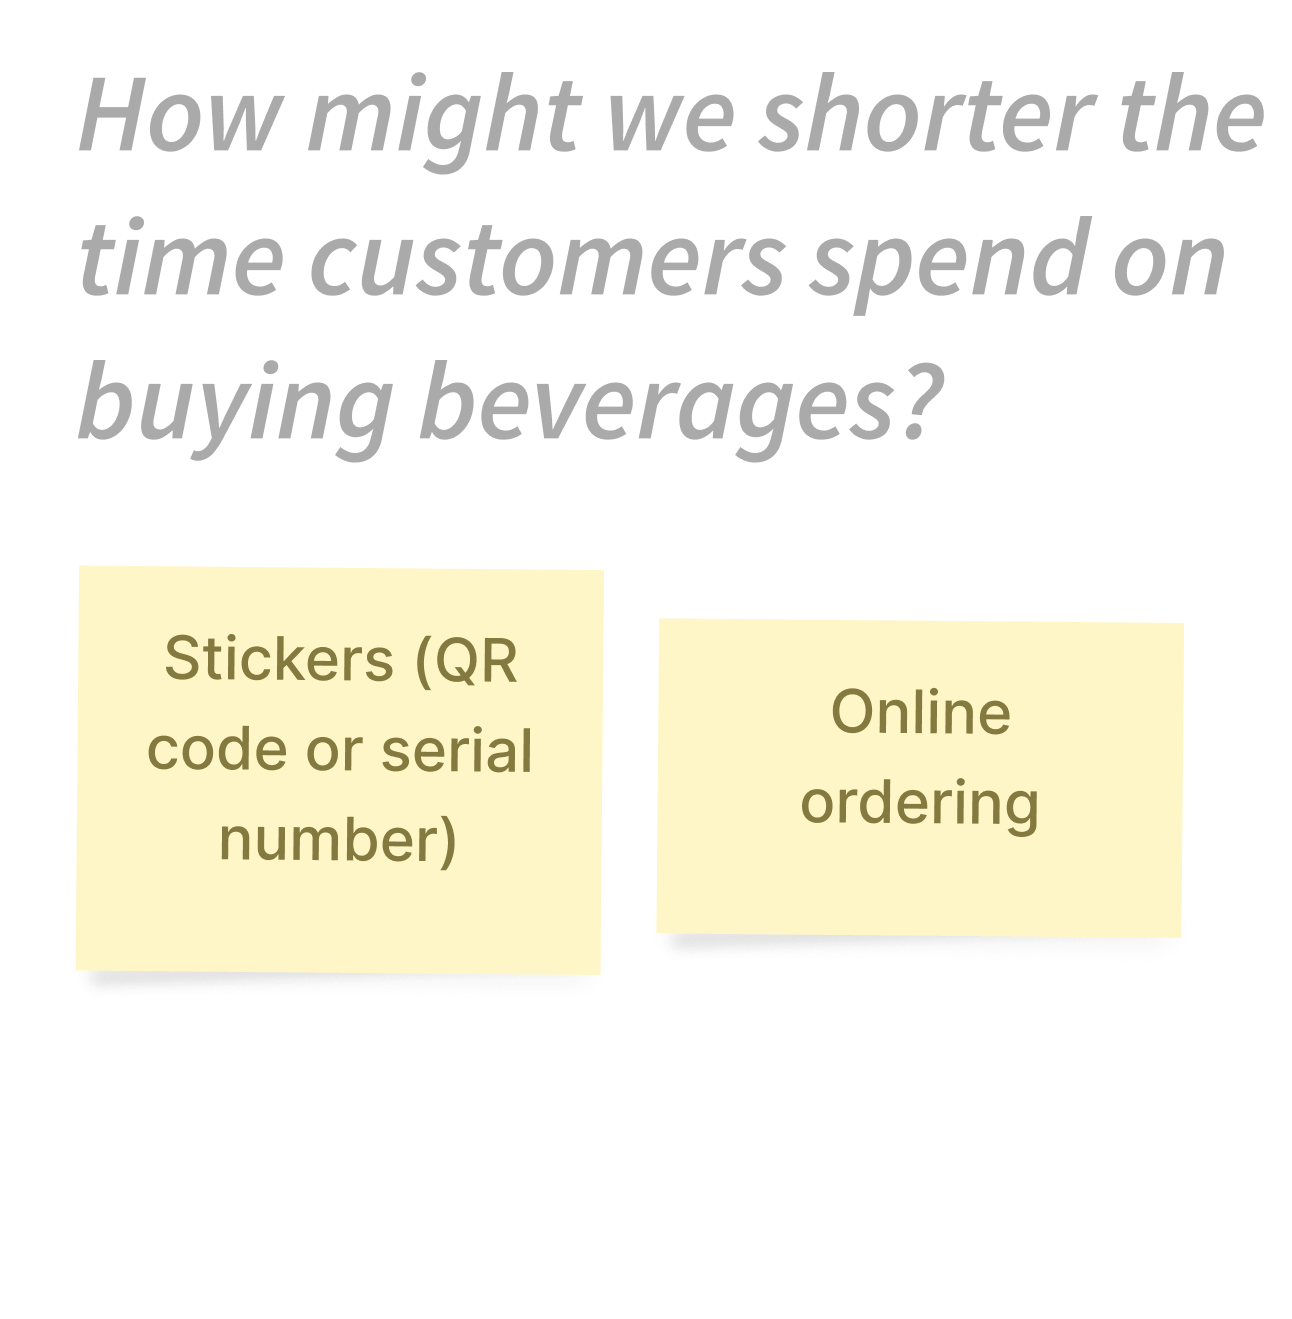 How might we shorter the
time customers spend on
buying beverages?
Stickers (QR
code or serial
number)
Online
ordering